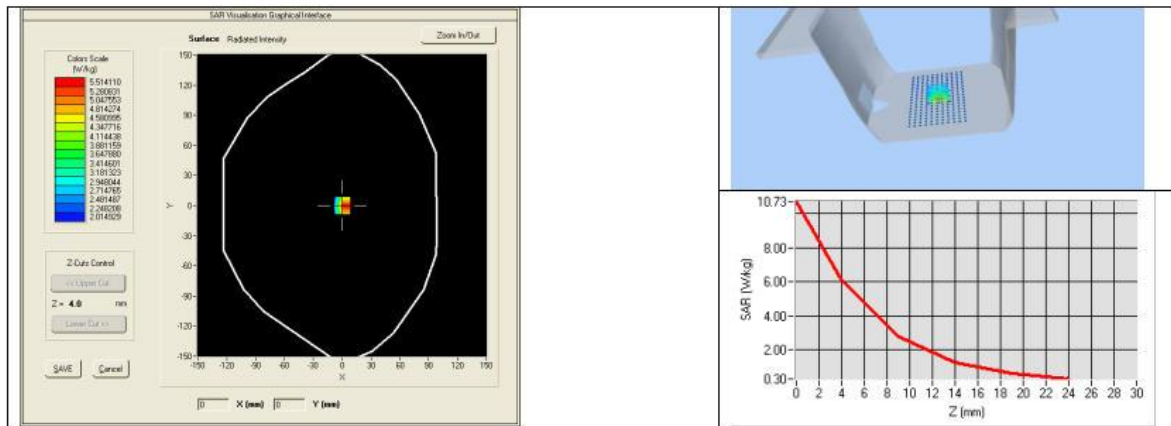 SAR Visualisation Graphical Interface
Surface Radiated Intensity
Zoom In/Out
Colors Scale
(W/kg)
5.514110
5.280831
5.047553
4.814274
4.580995
4.347716
4.114438
3.881159
3.647880
3.414601
3.181323
2.948044
2.714765
2.481487
2.248208
2.014929
Z-Cuts Control
<< Upper Cut
Z = 4.0 mm
Lower Cut >>
SAVE Cancel
150
120
90
60
30
0
-30
-60
-90
-120
-150
Y
-150 -120 -90 -60 -30 0 30 60 90 120 150
X
0 X (mm) 0 Y (mm)
10.73
8.00
6.00
4.00
2.00
0.30
SAR (W/kg)
0 2 4 6 8 10 12 14 16 18 20 22 24 26 28 30
Z (mm)